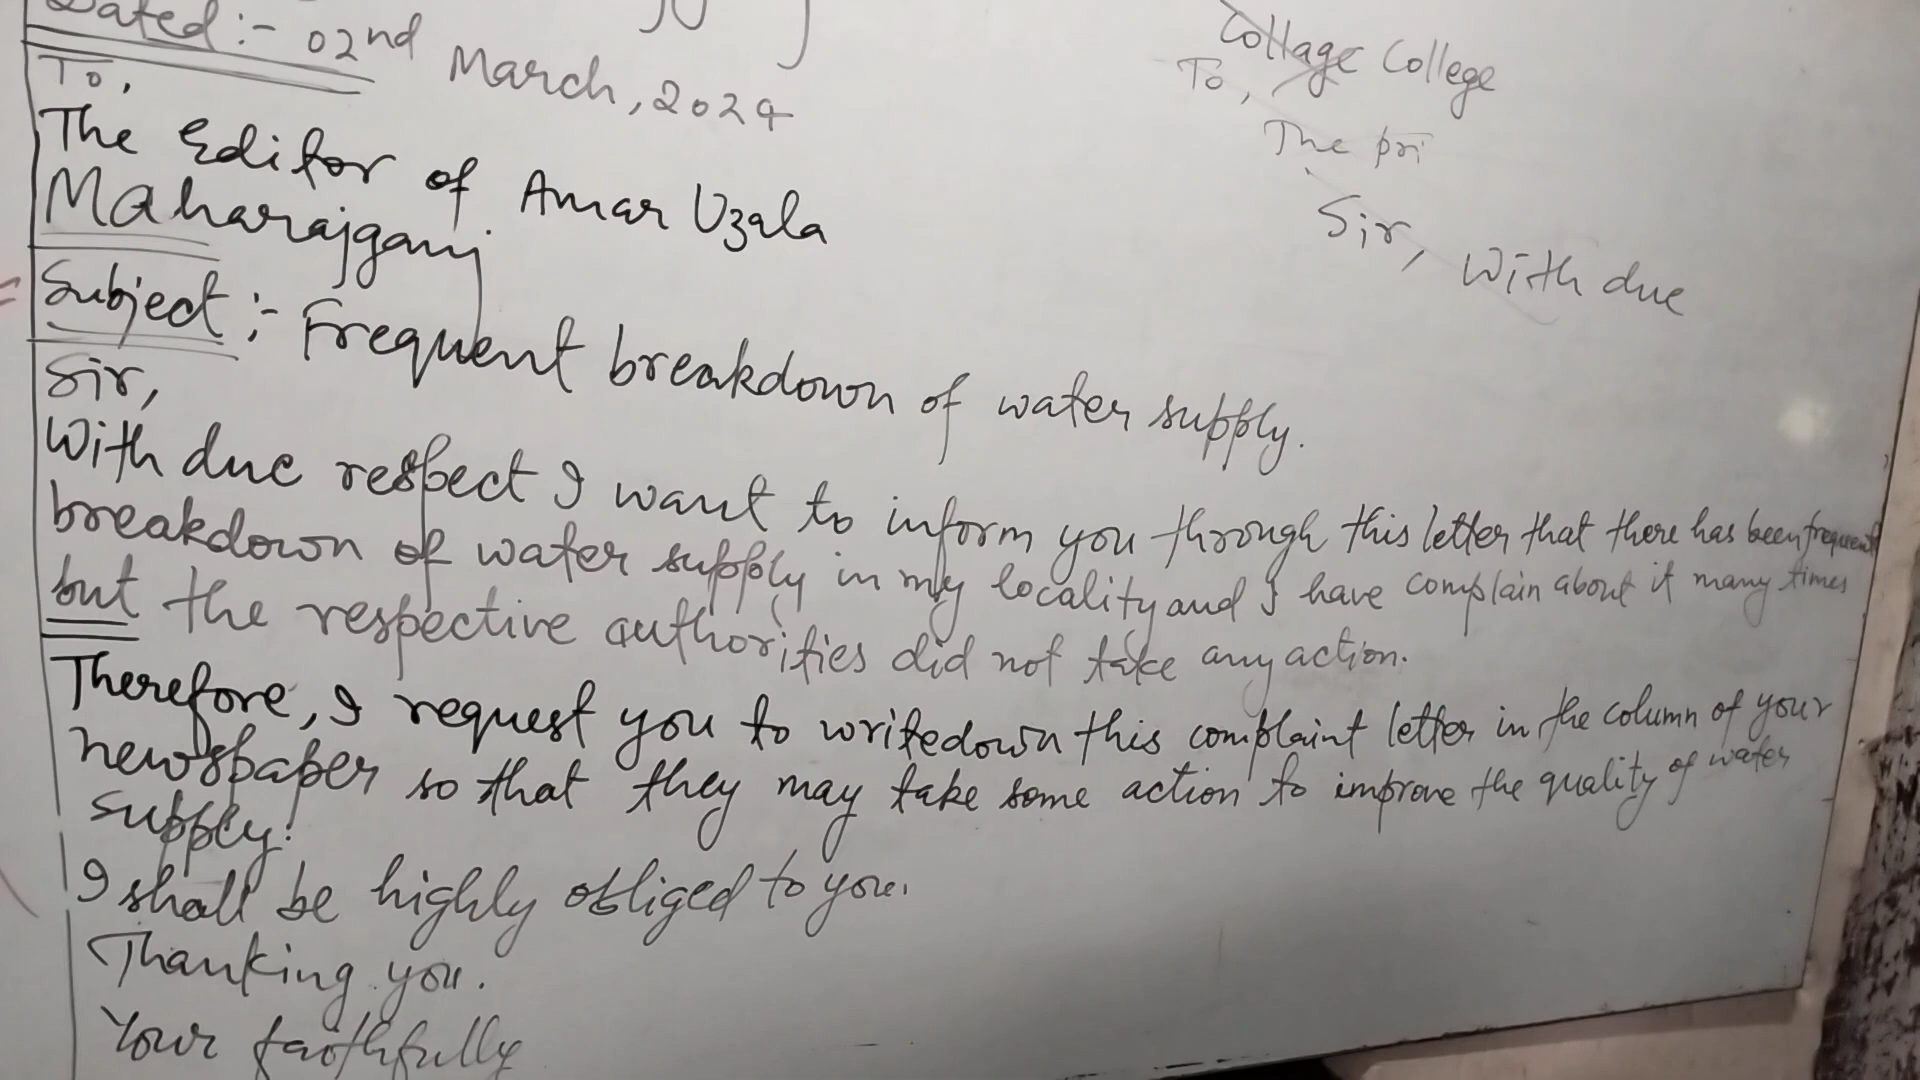 Dated:- 02nd March, 2024
To,
The Editor of Amar Uzala
Maharajganj
Subject:- Frequent breakdown of water supply.
Sir,
With due respect I want to inform you through this letter that there has been frequent
breakdown of water supply in my locality and I have complain about it many times
but the respective authorities did not take any action.
Therefore, I request you to writedown this complaint letter in the column of your
newspaper so that they may take some action to improve the quality of water
supply.
I shall be highly obliged to you.
Thanking you.
Your faithfully
Collage College
To,
The pri
Sir, With due